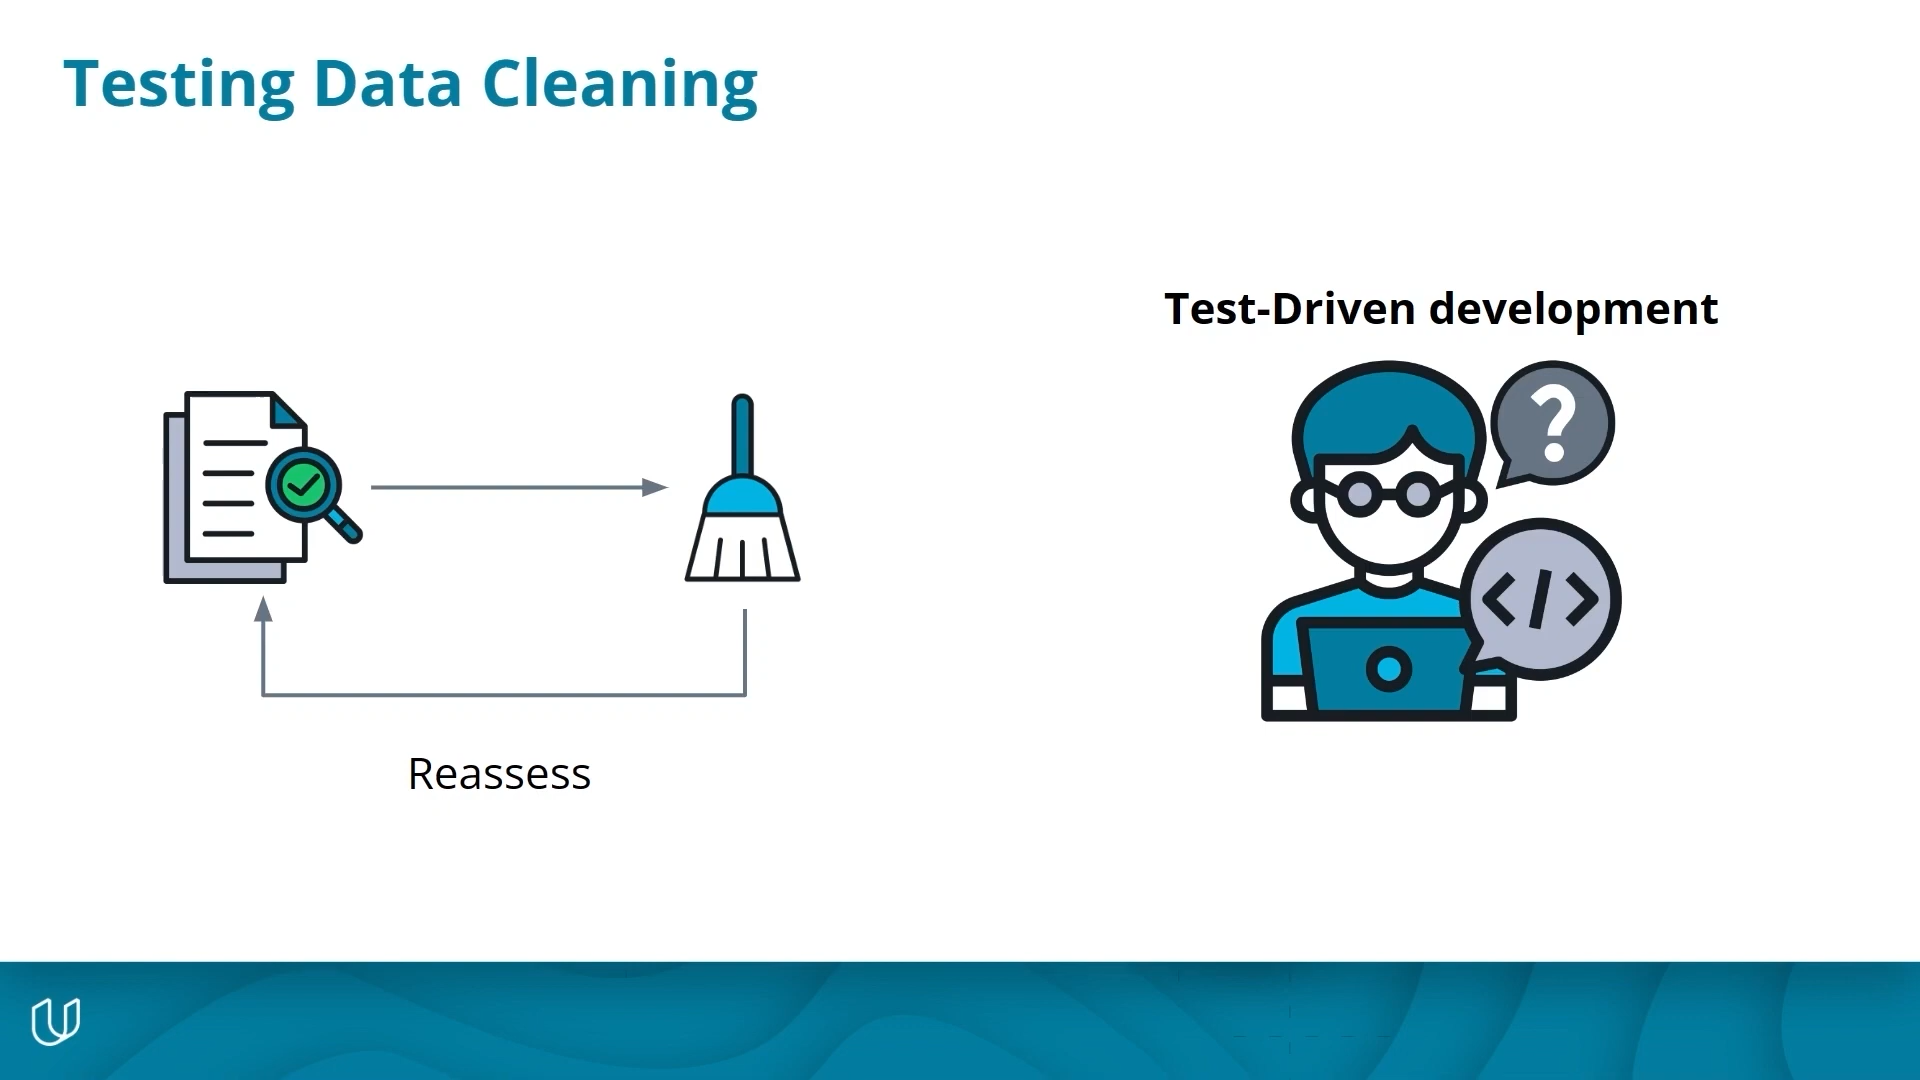 Testing Data Cleaning
Test-Driven development
?
</>
Reassess